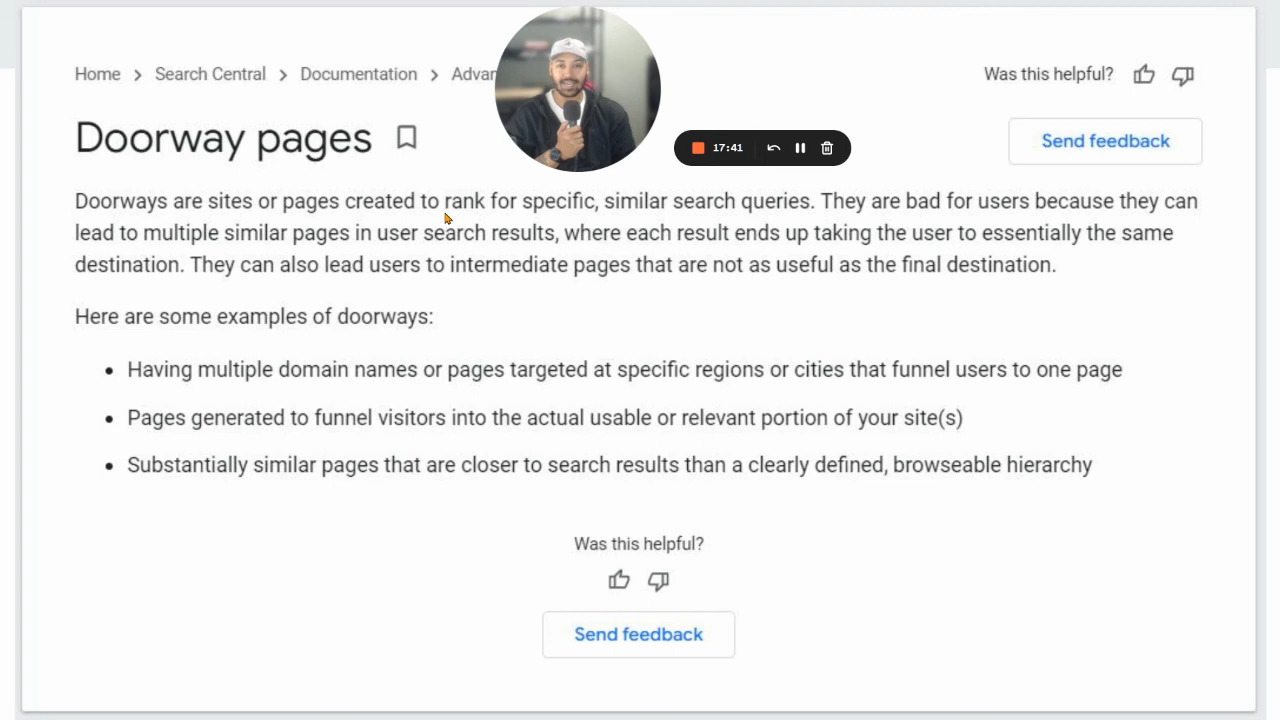 Home > Search Central > Documentation > Advan
Was this helpful?
Doorway pages
17:41
Send feedback
Doorways are sites or pages created to rank for specific, similar search queries. They are bad for users because they can
lead to multiple similar pages in user search results, where each result ends up taking the user to essentially the same
destination. They can also lead users to intermediate pages that are not as useful as the final destination.
Here are some examples of doorways:
• Having multiple domain names or pages targeted at specific regions or cities that funnel users to one page
• Pages generated to funnel visitors into the actual usable or relevant portion of your site(s)
• Substantially similar pages that are closer to search results than a clearly defined, browseable hierarchy
Was this helpful?
Send feedback